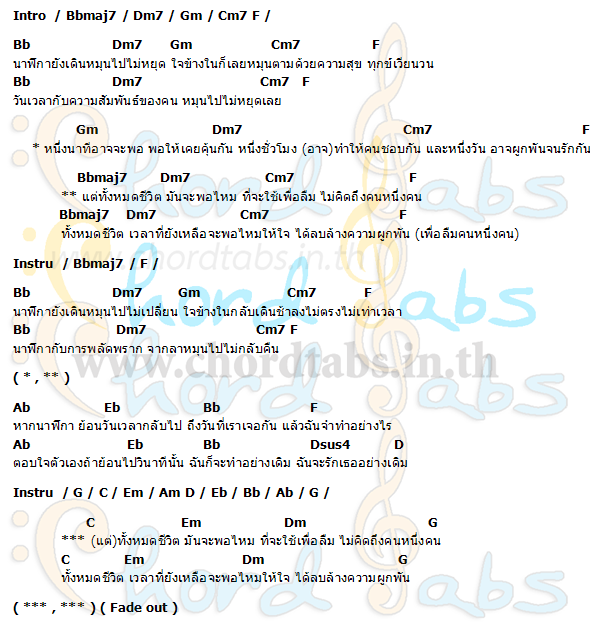 Intro / Bbmaj7 / Dm7 / Gm / Cm7 F /
Bb Dm7 Gm Cm7 F
นาฬิกายังเดินหมุนไปไม่หยุด ใจข้างในก็เลยหมุนตามด้วยความสุข ทุกข์เวียนวน
Bb Dm7 Cm7 F
วันเวลากับความสัมพันธ์ของคน หมุนไปไม่หยุดเลย
Gm Dm7 Cm7 F
* หนึ่งนาทีอาจจะพอ พอให้เคยคุ้นกัน หนึ่งชั่วโมง (อาจ)ทำให้คนชอบกัน และหนึ่งวัน อาจผูกพันจนรักกัน
Bbmaj7 Dm7 Cm7 F
** แต่ทั้งหมดชีวิต มันจะพอไหม ที่จะใช้เพื่อลืม ไม่คิดถึงคนหนึ่งคน
Bbmaj7 Dm7 Cm7 F
ทั้งหมดชีวิต เวลาที่ยังเหลือจะพอไหมให้ใจ ได้ลบล้างความผูกพัน (เพื่อลืมคนหนึ่งคน)
Instru / Bbmaj7 / F /
Bb Dm7 Gm Cm7 F
นาฬิกายังเดินหมุนไปไม่เปลี่ยน ใจข้างในกลับเดินช้าลงไม่ตรงไม่เท่าเวลา
Bb Dm7 Cm7 F
นาฬิกากับการพลัดพราก จากลาหมุนไปไม่กลับคืน
www.chordtabs.in.th
( * , ** )
Ab Eb Bb F
หากนาฬิกา ย้อนวันเวลากลับไป ถึงวันที่เราเจอกัน แล้วฉันจำทำอย่างไร
Ab Eb Bb Dsus4 D
ตอบใจตัวเองถ้าย้อนไปวินาทีนั้น ฉันก็จะทำอย่างเดิม ฉันจะรักเธออย่างเดิม
Instru / G / C / Em / Am D / Eb / Bb / Ab / G /
C Em Dm G
*** (แต่)ทั้งหมดชีวิต มันจะพอไหม ที่จะใช้เพื่อลืม ไม่คิดถึงคนหนึ่งคน
C Em Dm G
ทั้งหมดชีวิต เวลาที่ยังเหลือจะพอไหมให้ใจ ได้ลบล้างความผูกพัน
( *** , *** ) ( Fade out )